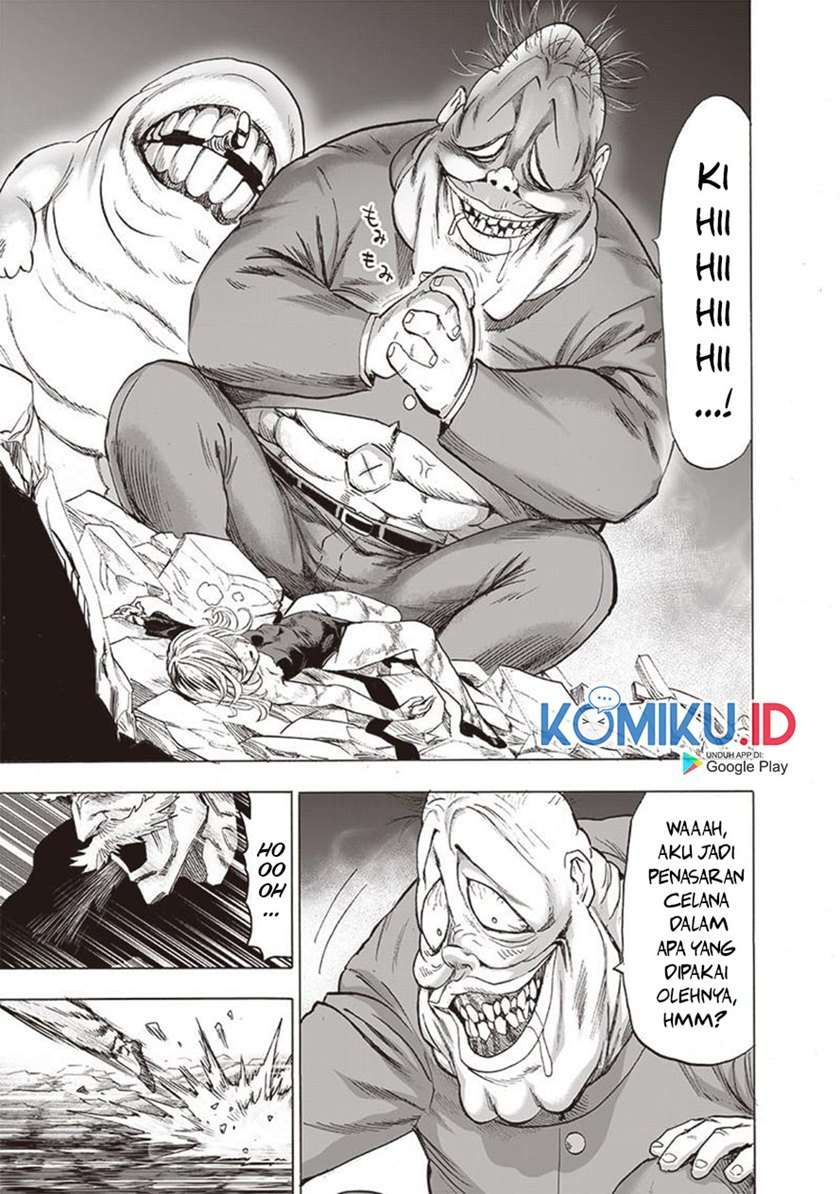 KI
HII
HII
HII
HII
...!
もみ
もみ
KOMIKU.ID
UNDUH APP DI:
Google Play
WAAAH,
AKU JADI
PENASARAN
CELANA
DALAM
APA YANG
DIPAKAI
OLEHNYA,
HMM?
HO
OO
OH
...